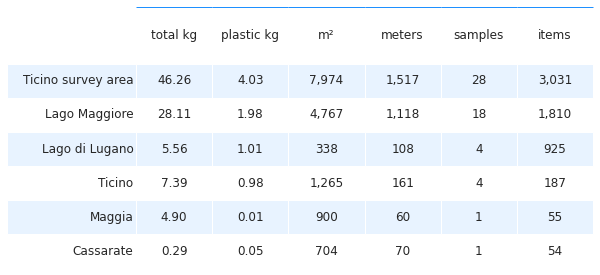 total kg plastic kg m² meters samples items
Ticino survey area 46.26 4.03 7,974 1,517 28 3,031
Lago Maggiore 28.11 1.98 4,767 1,118 18 1,810
Lago di Lugano 5.56 1.01 338 108 4 925
Ticino 7.39 0.98 1,265 161 4 187
Maggia 4.90 0.01 900 60 1 55
Cassarate 0.29 0.05 704 70 1 54